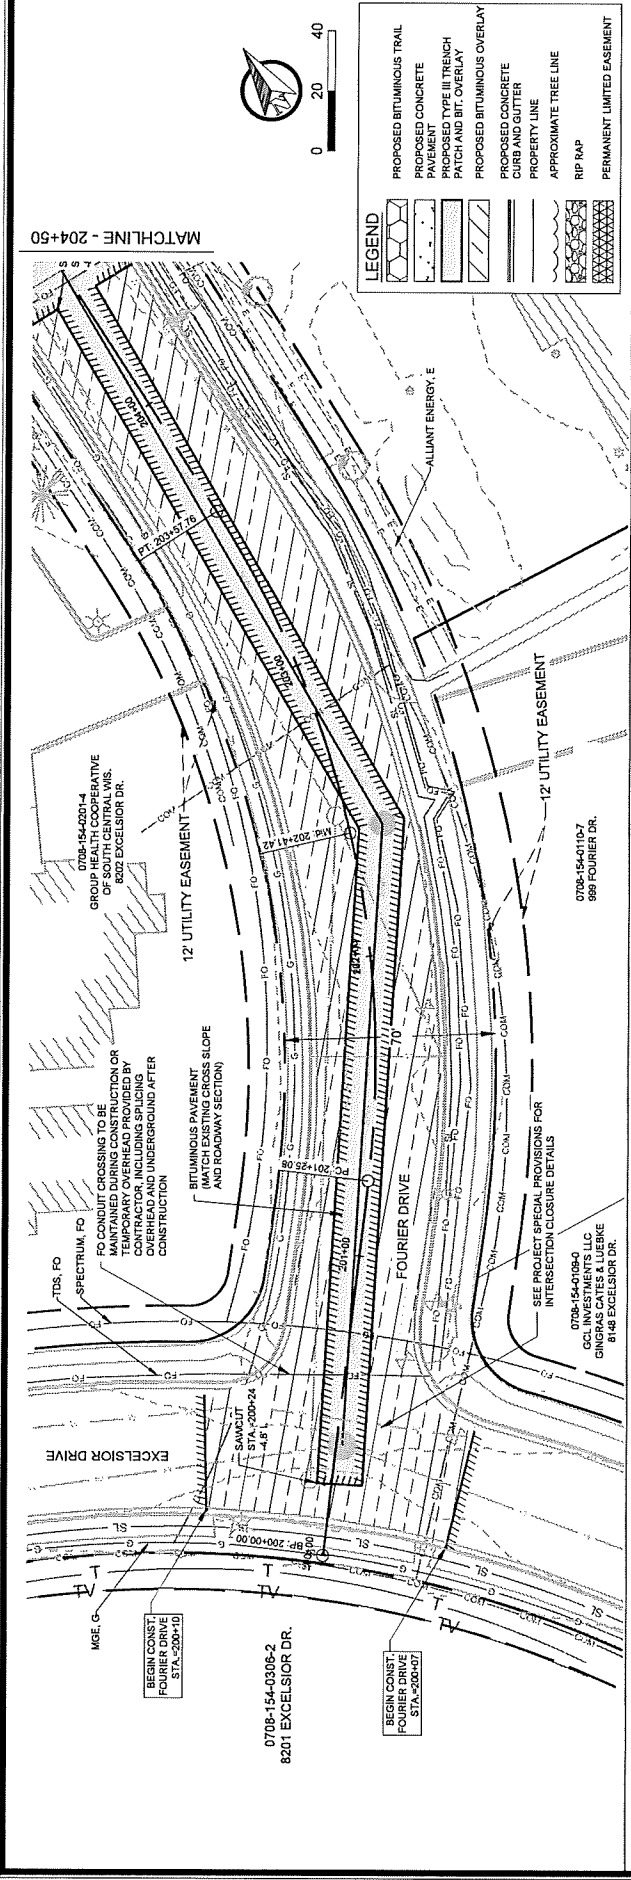 MATCHLINE - 204+50
0
20
40
LEGEND
PROPOSED BITUMINOUS TRAIL
PROPOSED CONCRETE
PAVEMENT
PROPOSED TYPE III TRENCH
PATCH AND BIT. OVERLAY
PROPOSED BITUMINOUS OVERLAY
PROPOSED CONCRETE
CURB AND GUTTER
PROPERTY LINE
APPROXIMATE TREE LINE
RIP RAP
PERMANENT LIMITED EASEMENT
TDS, FO
SPECTRUM, FO
FO CONDUIT CROSSING TO BE
MAINTAINED DURING CONSTRUCTION OR
TEMPORARY OVERHEAD PROVIDED BY
CONTRACTOR, INCLUDING SPLICING
OVERHEAD AND UNDERGROUND AFTER
CONSTRUCTION
0708-154-0201-4
GROUP HEALTH COOPERATIVE
OF SOUTH CENTRAL WIS.
8202 EXCELSIOR DR.
12' UTILITY EASEMENT
BITUMINOUS PAVEMENT
(MATCH EXISTING CROSS SLOPE
AND ROADWAY SECTION)
EXCELSIOR DRIVE
SAWCUT
STA.=200+24
-4.8' L
MGE, G
BEGIN CONST.
FOURIER DRIVE
STA.=200+10
0708-154-0306-2
8201 EXCELSIOR DR.
BEGIN CONST.
FOURIER DRIVE
STA.=200+07
BP: 200+00.00
PC: 201+25.08
201+00
Mid: 202+41.42
PT: 203+57.76
203+00
204+00
70'
FOURIER DRIVE
SEE PROJECT SPECIAL PROVISIONS FOR
INTERSECTION CLOSURE DETAILS
0708-154-0109-0
GCL INVESTMENTS LLC
GINGRAS CATES & LUEBKE
8148 EXCELSIOR DR.
12' UTILITY EASEMENT
0708-154-0110-7
999 FOURIER DR.
ALLIANT ENERGY, E